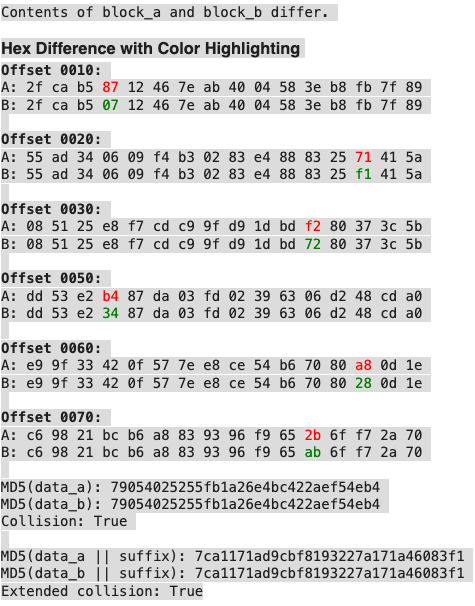 Contents of block_a and block_b differ.
Hex Difference with Color Highlighting
Offset 0010:
A: 2f ca b5 87 12 46 7e ab 40 04 58 3e b8 fb 7f 89
B: 2f ca b5 07 12 46 7e ab 40 04 58 3e b8 fb 7f 89
Offset 0020:
A: 55 ad 34 06 09 f4 b3 02 83 e4 88 83 25 71 41 5a
B: 55 ad 34 06 09 f4 b3 02 83 e4 88 83 25 f1 41 5a
Offset 0030:
A: 08 51 25 e8 f7 cd c9 9f d9 1d bd f2 80 37 3c 5b
B: 08 51 25 e8 f7 cd c9 9f d9 1d bd 72 80 37 3c 5b
Offset 0050:
A: dd 53 e2 b4 87 da 03 fd 02 39 63 06 d2 48 cd a0
B: dd 53 e2 34 87 da 03 fd 02 39 63 06 d2 48 cd a0
Offset 0060:
A: e9 9f 33 42 0f 57 7e e8 ce 54 b6 70 80 a8 0d 1e
B: e9 9f 33 42 0f 57 7e e8 ce 54 b6 70 80 28 0d 1e
Offset 0070:
A: c6 98 21 bc b6 a8 83 93 96 f9 65 2b 6f f7 2a 70
B: c6 98 21 bc b6 a8 83 93 96 f9 65 ab 6f f7 2a 70
MD5(data_a): 79054025255fb1a26e4bc422aef54eb4
MD5(data_b): 79054025255fb1a26e4bc422aef54eb4
Collision: True
MD5(data_a || suffix): 7ca1171ad9cbf8193227a171a46083f1
MD5(data_b || suffix): 7ca1171ad9cbf8193227a171a46083f1
Extended collision: True